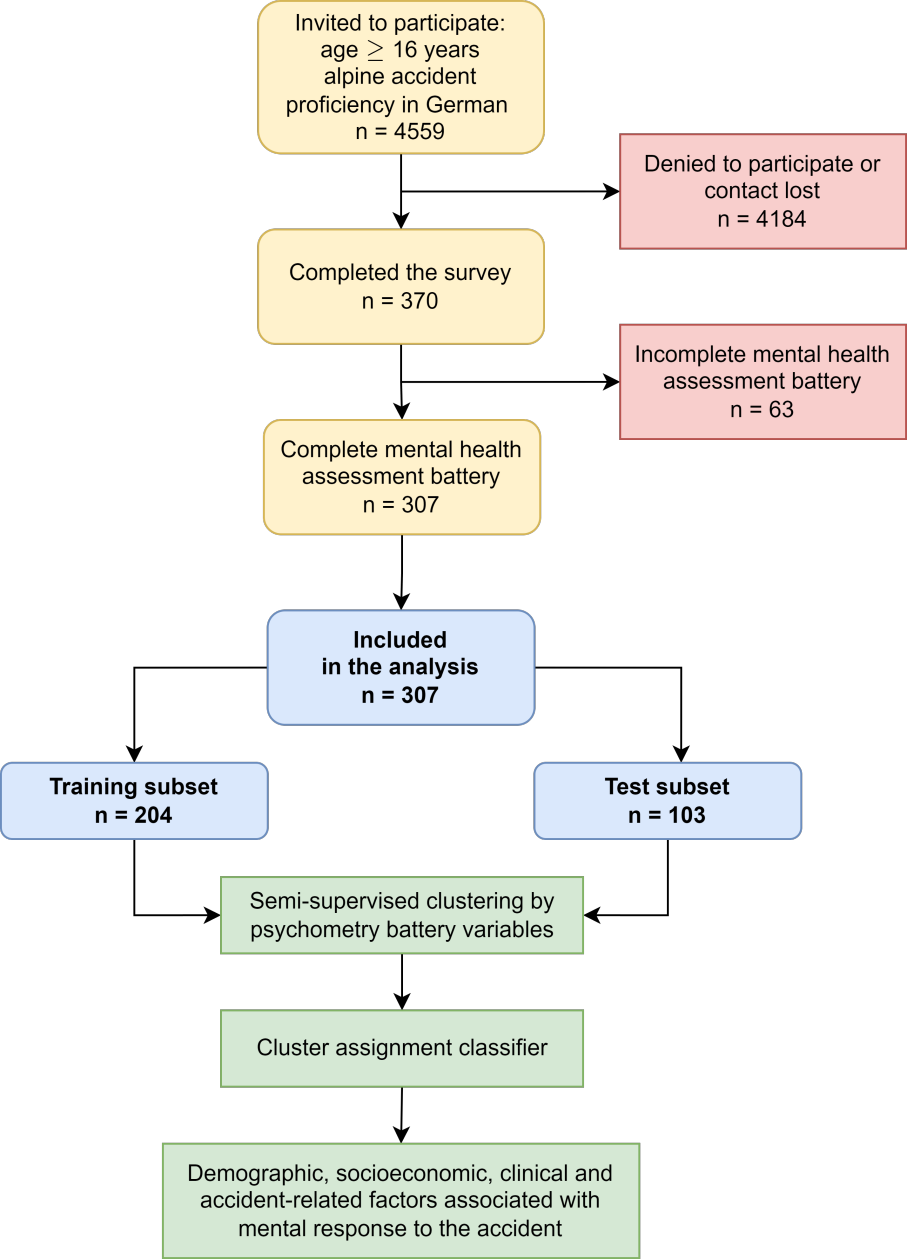 Invited to participate:
age ≥ 16 years
alpine accident
proficiency in German
n = 4559
Denied to participate or
contact lost
n = 4184
Completed the survey
n = 370
Incomplete mental health
assessment battery
n = 63
Complete mental health
assessment battery
n = 307
Included
in the analysis
n = 307
Training subset
n = 204
Test subset
n = 103
Semi-supervised clustering by
psychometry battery variables
Cluster assignment classifier
Demographic, socioeconomic, clinical and
accident-related factors associated with
mental response to the accident